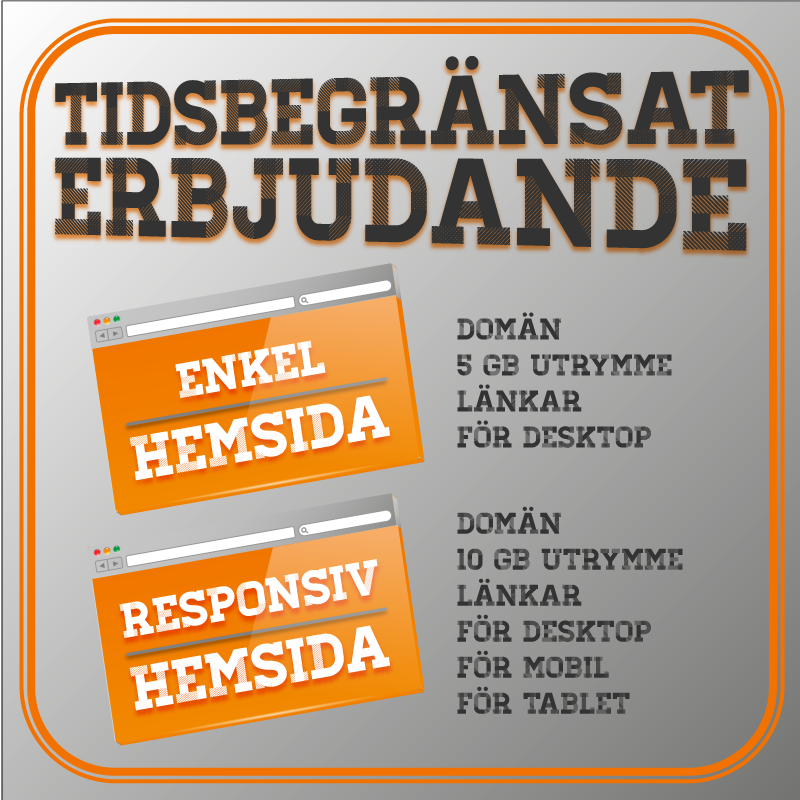 TIDSBEGRÄNSAT
ERBJUDANDE
ENKEL
HEMSIDA
DOMÄN
5 GB UTRYMME
LÄNKAR
FÖR DESKTOP
RESPONSIV
HEMSIDA
DOMÄN
10 GB UTRYMME
LÄNKAR
FÖR DESKTOP
FÖR MOBIL
FÖR TABLET